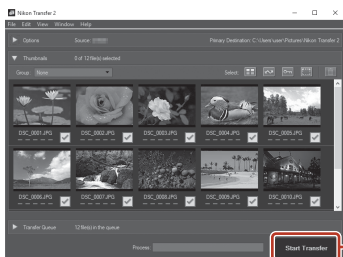 Nikon Transfer 2
File Edit View Window Help
Options Source: Primary Destination: C:\Users\user\Pictures\Nikon Transfer 2
Thumbnails 0 of 12 file(s) selected
Group: None Select:
DSC_0001.JPG DSC_0002.JPG DSC_0003.JPG DSC_0004.JPG DSC_0005.JPG
DSC_0006.JPG DSC_0007.JPG DSC_0008.JPG DSC_0009.JPG DSC_0010.JPG
Transfer Queue 12 file(s) in the queue
Process: Start Transfer